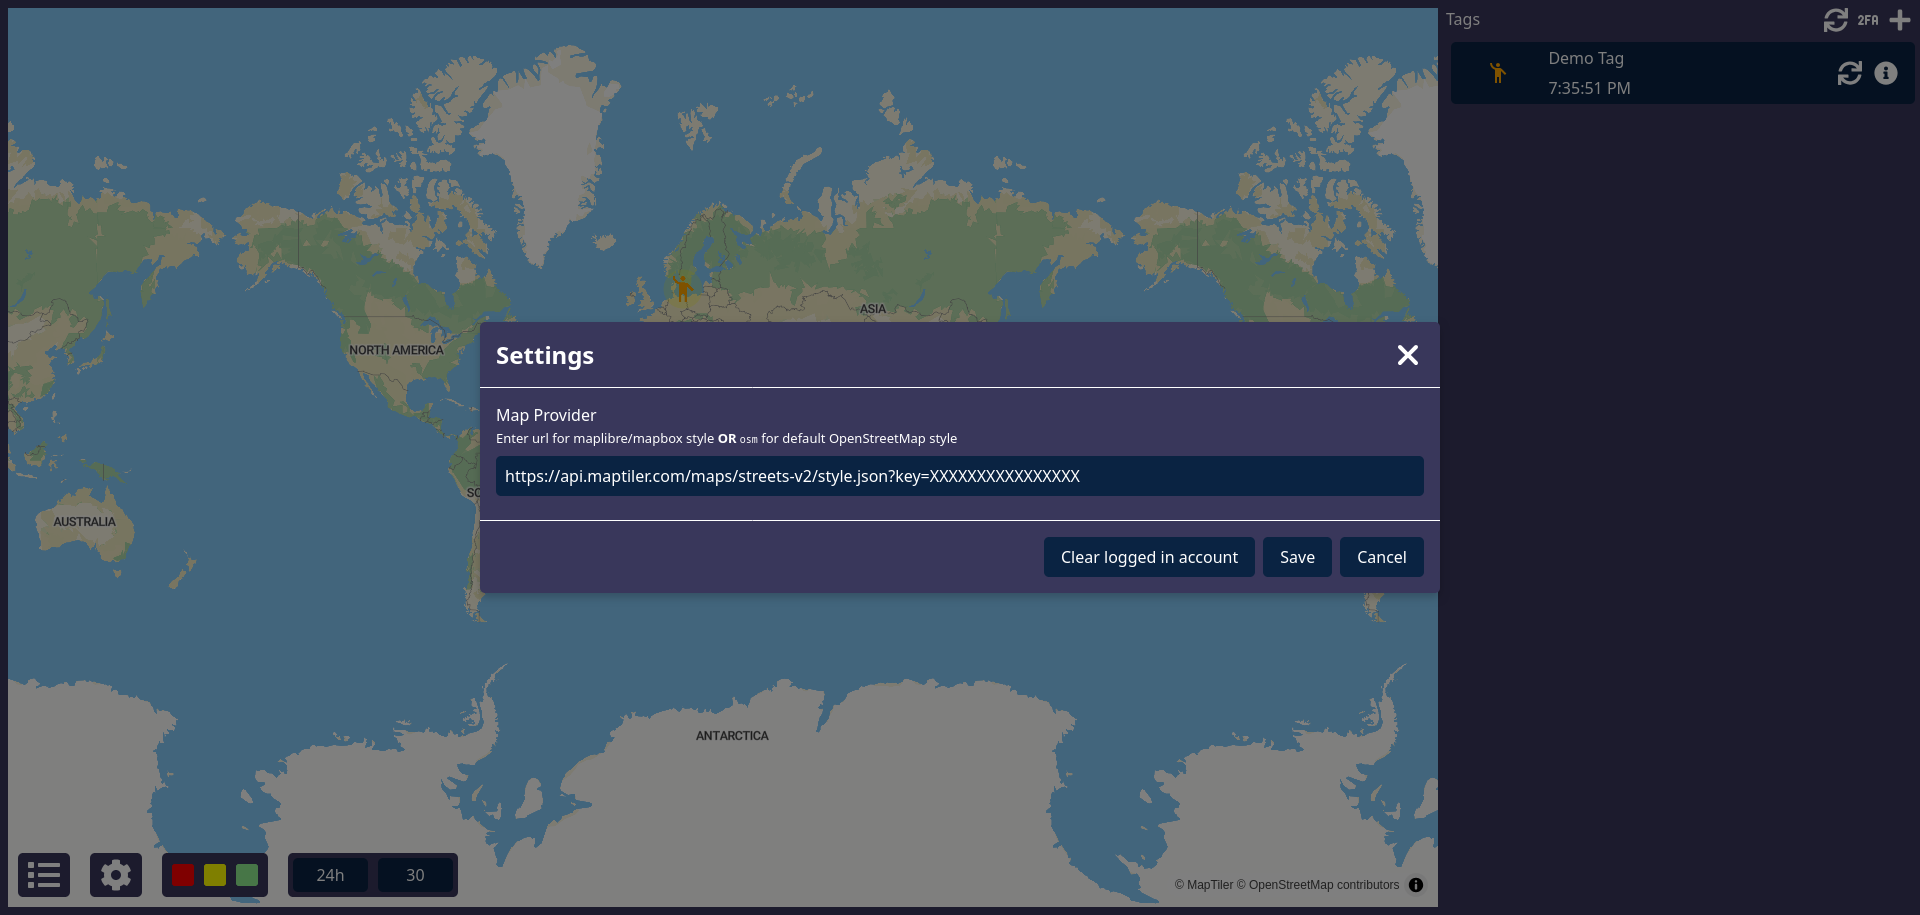 Tags
2FA
Demo Tag
7:35:51 PM
ASIA
NORTH AMERICA
AUSTRALIA
SO
ANTARCTICA
Settings
Map Provider
Enter url for maplibre/mapbox style OR osm for default OpenStreetMap style
https://api.maptiler.com/maps/streets-v2/style.json?key=XXXXXXXXXXXXXXXX
Clear logged in account
Save
Cancel
24h
30
© MapTiler © OpenStreetMap contributors